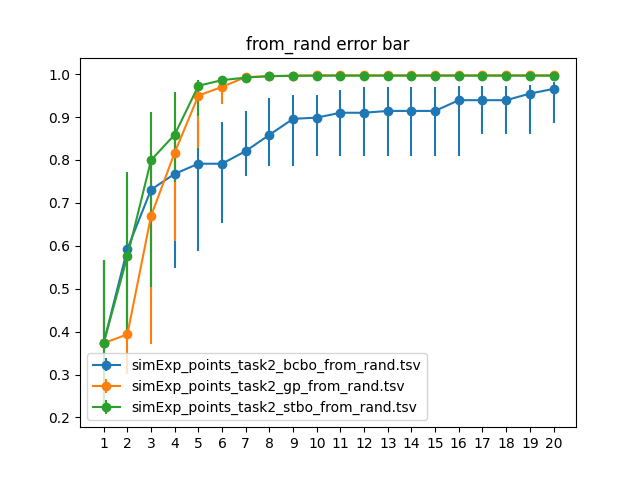 from_rand error bar
1.0
0.9
0.8
0.7
0.6
0.5
0.4
0.3
0.2
simExp_points_task2_bcbo_from_rand.tsv
simExp_points_task2_gp_from_rand.tsv
simExp_points_task2_stbo_from_rand.tsv
1 2 3 4 5 6 7 8 9 10 11 12 13 14 15 16 17 18 19 20